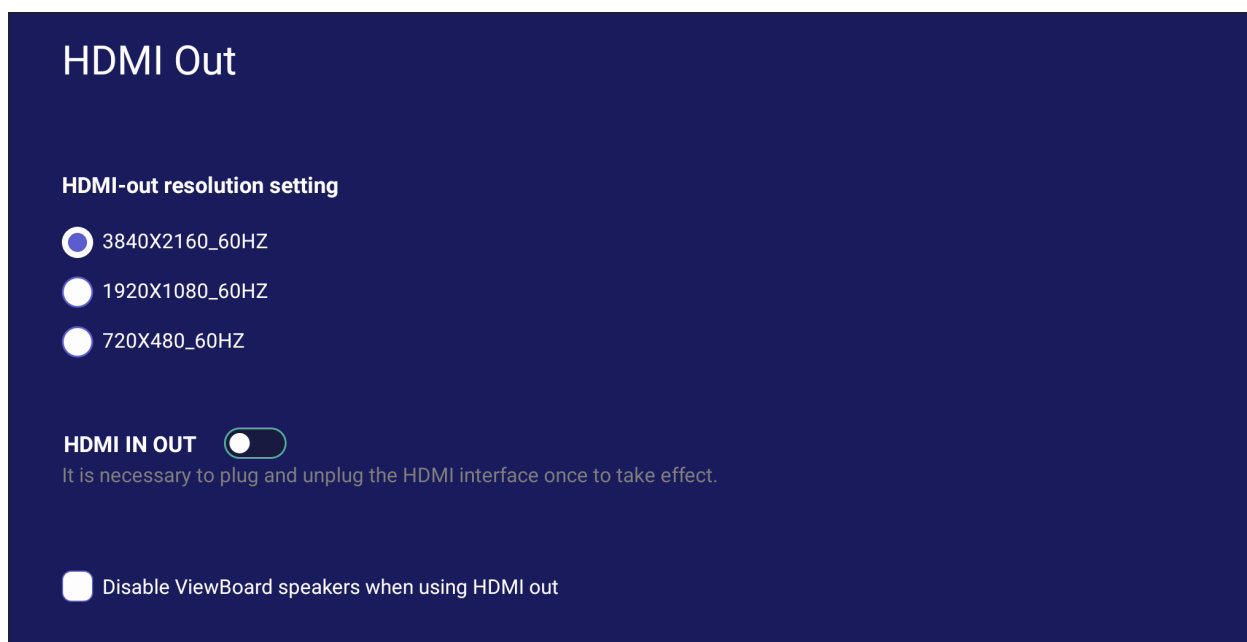 HDMI Out
HDMI-out resolution setting
3840X2160_60HZ
1920X1080_60HZ
720X480_60HZ
HDMI IN OUT
It is necessary to plug and unplug the HDMI interface once to take effect.
Disable ViewBoard speakers when using HDMI out